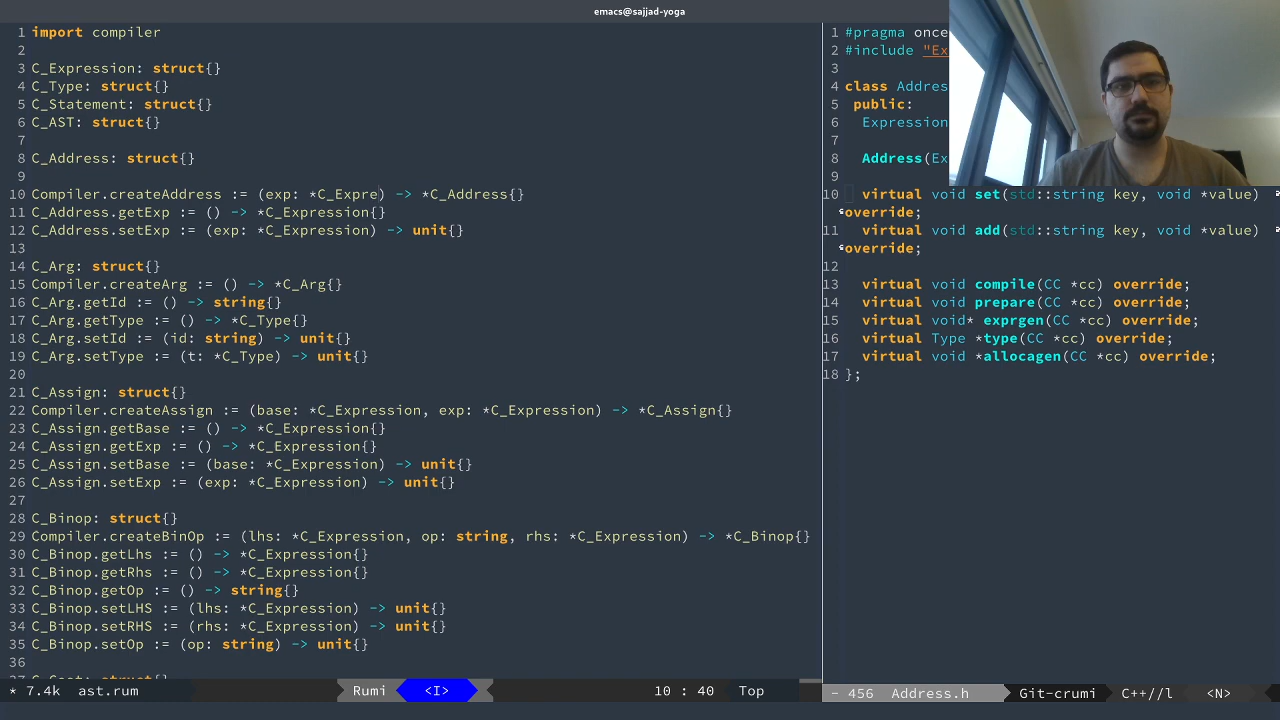 emacs@sajjad-yoga
1 import compiler
2
3 C_Expression: struct{}
4 C_Type: struct{}
5 C_Statement: struct{}
6 C_AST: struct{}
7
8 C_Address: struct{}
9
10 Compiler.createAddress := (exp: *C_Expre) -> *C_Address{}
11 C_Address.getExp := () -> *C_Expression{}
12 C_Address.setExp := (exp: *C_Expression) -> unit{}
13
14 C_Arg: struct{}
15 Compiler.createArg := () -> *C_Arg{}
16 C_Arg.getId := () -> string{}
17 C_Arg.getType := () -> *C_Type{}
18 C_Arg.setId := (id: string) -> unit{}
19 C_Arg.setType := (t: *C_Type) -> unit{}
20
21 C_Assign: struct{}
22 Compiler.createAssign := (base: *C_Expression, exp: *C_Expression) -> *C_Assign{}
23 C_Assign.getBase := () -> *C_Expression{}
24 C_Assign.getExp := () -> *C_Expression{}
25 C_Assign.setBase := (base: *C_Expression) -> unit{}
26 C_Assign.setExp := (exp: *C_Expression) -> unit{}
27
28 C_Binop: struct{}
29 Compiler.createBinOp := (lhs: *C_Expression, op: string, rhs: *C_Expression) -> *C_Binop{}
30 C_Binop.getLhs := () -> *C_Expression{}
31 C_Binop.getRhs := () -> *C_Expression{}
32 C_Binop.getOp := () -> string{}
33 C_Binop.setLHS := (lhs: *C_Expression) -> unit{}
34 C_Binop.setRHS := (rhs: *C_Expression) -> unit{}
35 C_Binop.setOp := (op: string) -> unit{}
36
* 7.4k ast.rum Rumi <I> 10 : 40 Top
1 #pragma once
2 #include "Ex
3
4 class Addres
5 public:
6 Expression
7
8 Address(Ex
10 virtual void set(std::string key, void *value)
override;
11 virtual void add(std::string key, void *value)
override;
12
13 virtual void compile(CC *cc) override;
14 virtual void prepare(CC *cc) override;
15 virtual void* exprgen(CC *cc) override;
16 virtual Type *type(CC *cc) override;
17 virtual void *allocagen(CC *cc) override;
18 };
- 456 Address.h Git-crumi C++//l <N>